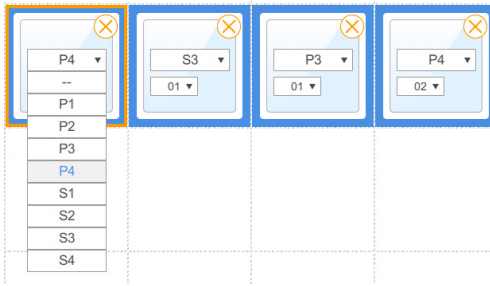 P4 ▼ S3 ▼ P3 ▼ P4 ▼
-- 01 ▼ 01 ▼ 02 ▼
P1
P2
P3
P4
S1
S2
S3
S4